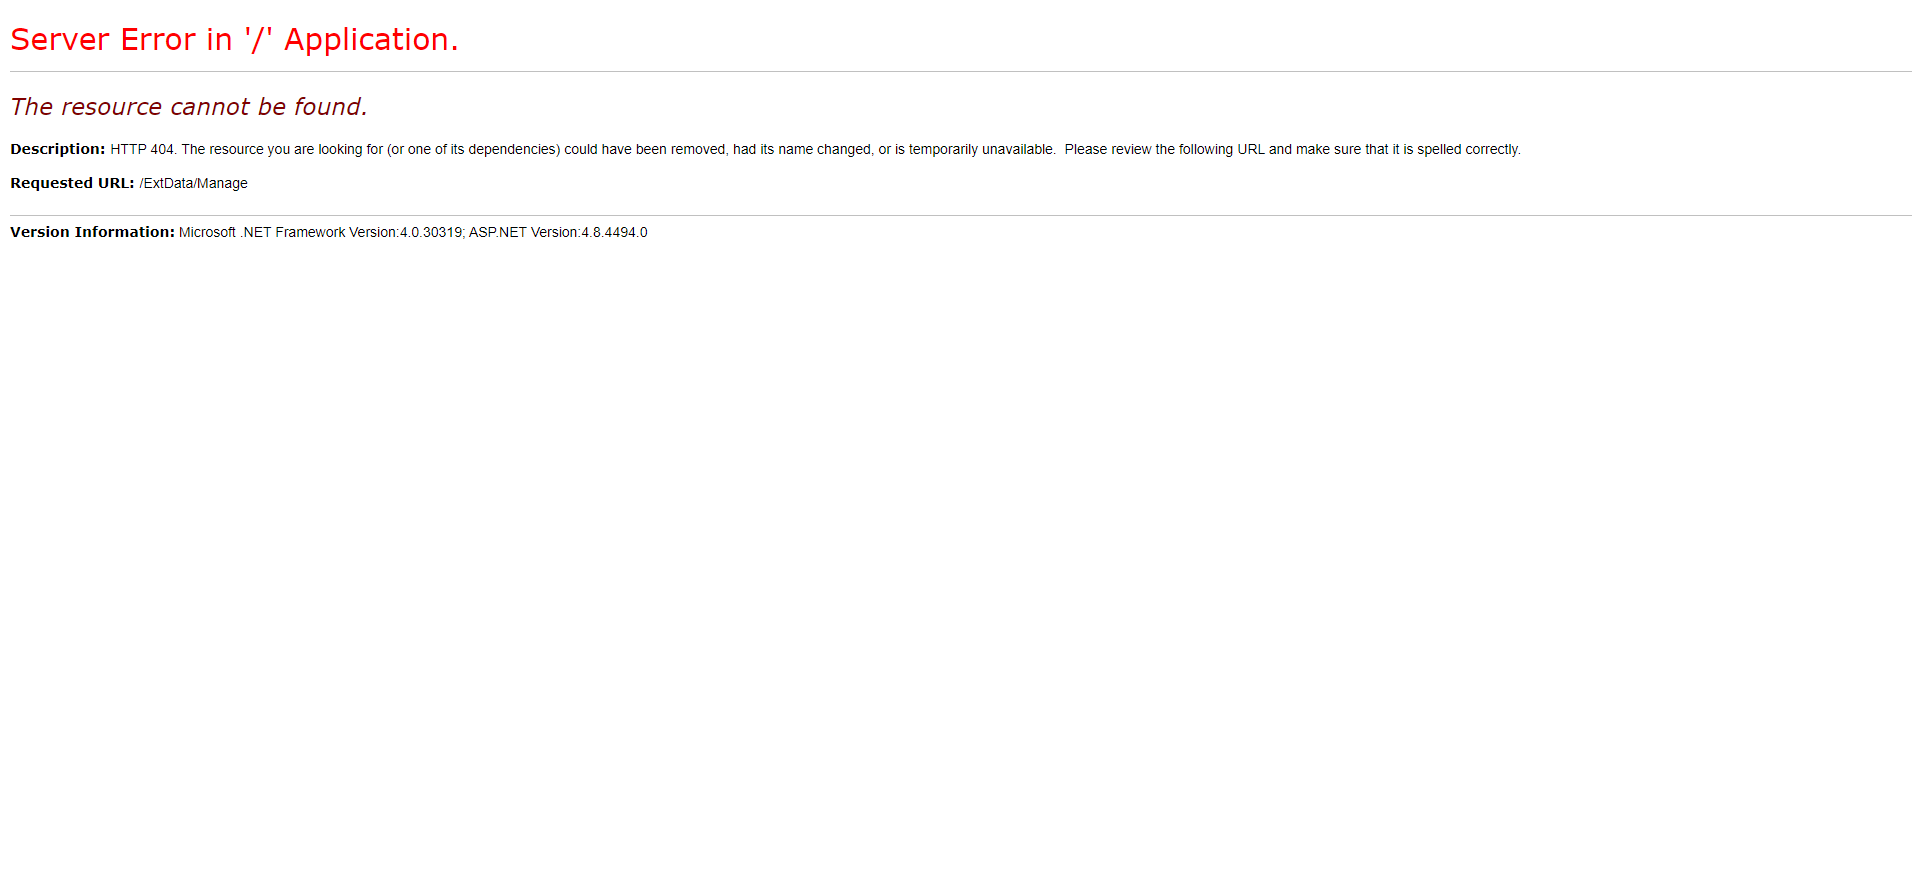 Server Error in '/' Application.
The resource cannot be found.
Description: HTTP 404. The resource you are looking for (or one of its dependencies) could have been removed, had its name changed, or is temporarily unavailable.  Please review the following URL and make sure that it is spelled correctly.
Requested URL: /ExtData/Manage
Version Information: Microsoft .NET Framework Version:4.0.30319; ASP.NET Version:4.8.4494.0